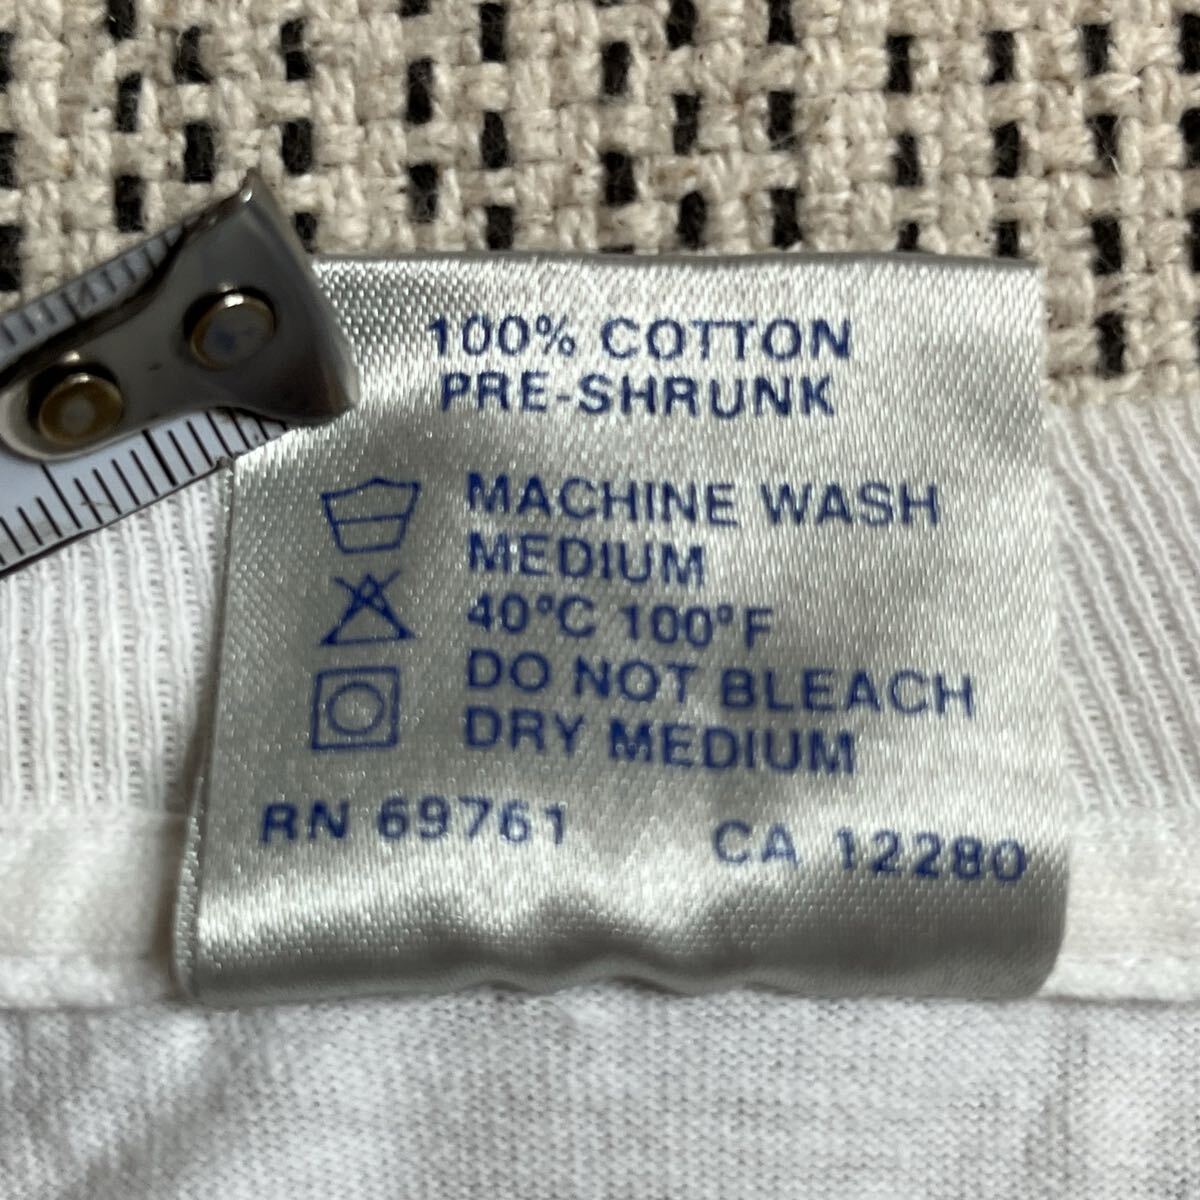 100% COTTON
PRE-SHRUNK
MACHINE WASH
MEDIUM
40°C 100°F
DO NOT BLEACH
DRY MEDIUM
RN 69761 CA 12280